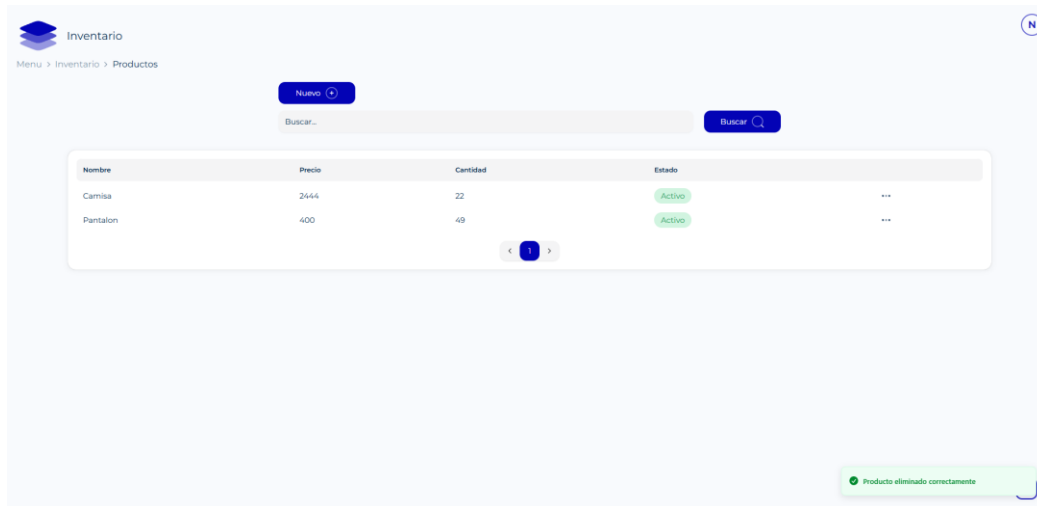 Inventario
N
Menu > Inventario > Productos
Nuevo
Buscar...
Buscar
Nombre Precio Cantidad Estado
Camisa 2444 22 Activo ...
Pantalon 400 49 Activo ...
< 1 >
Producto eliminado correctamente